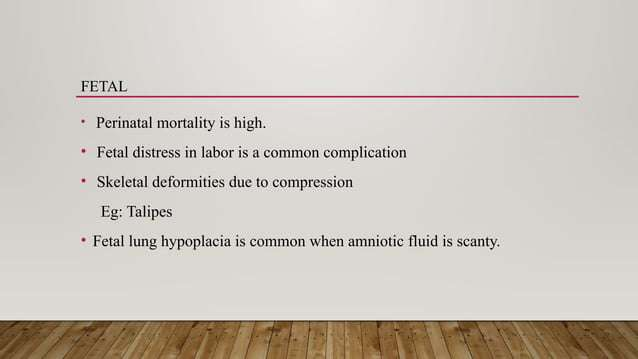 FETAL
• Perinatal mortality is high.
• Fetal distress in labor is a common complication
• Skeletal deformities due to compression
Eg: Talipes
• Fetal lung hypoplacia is common when amniotic fluid is scanty.